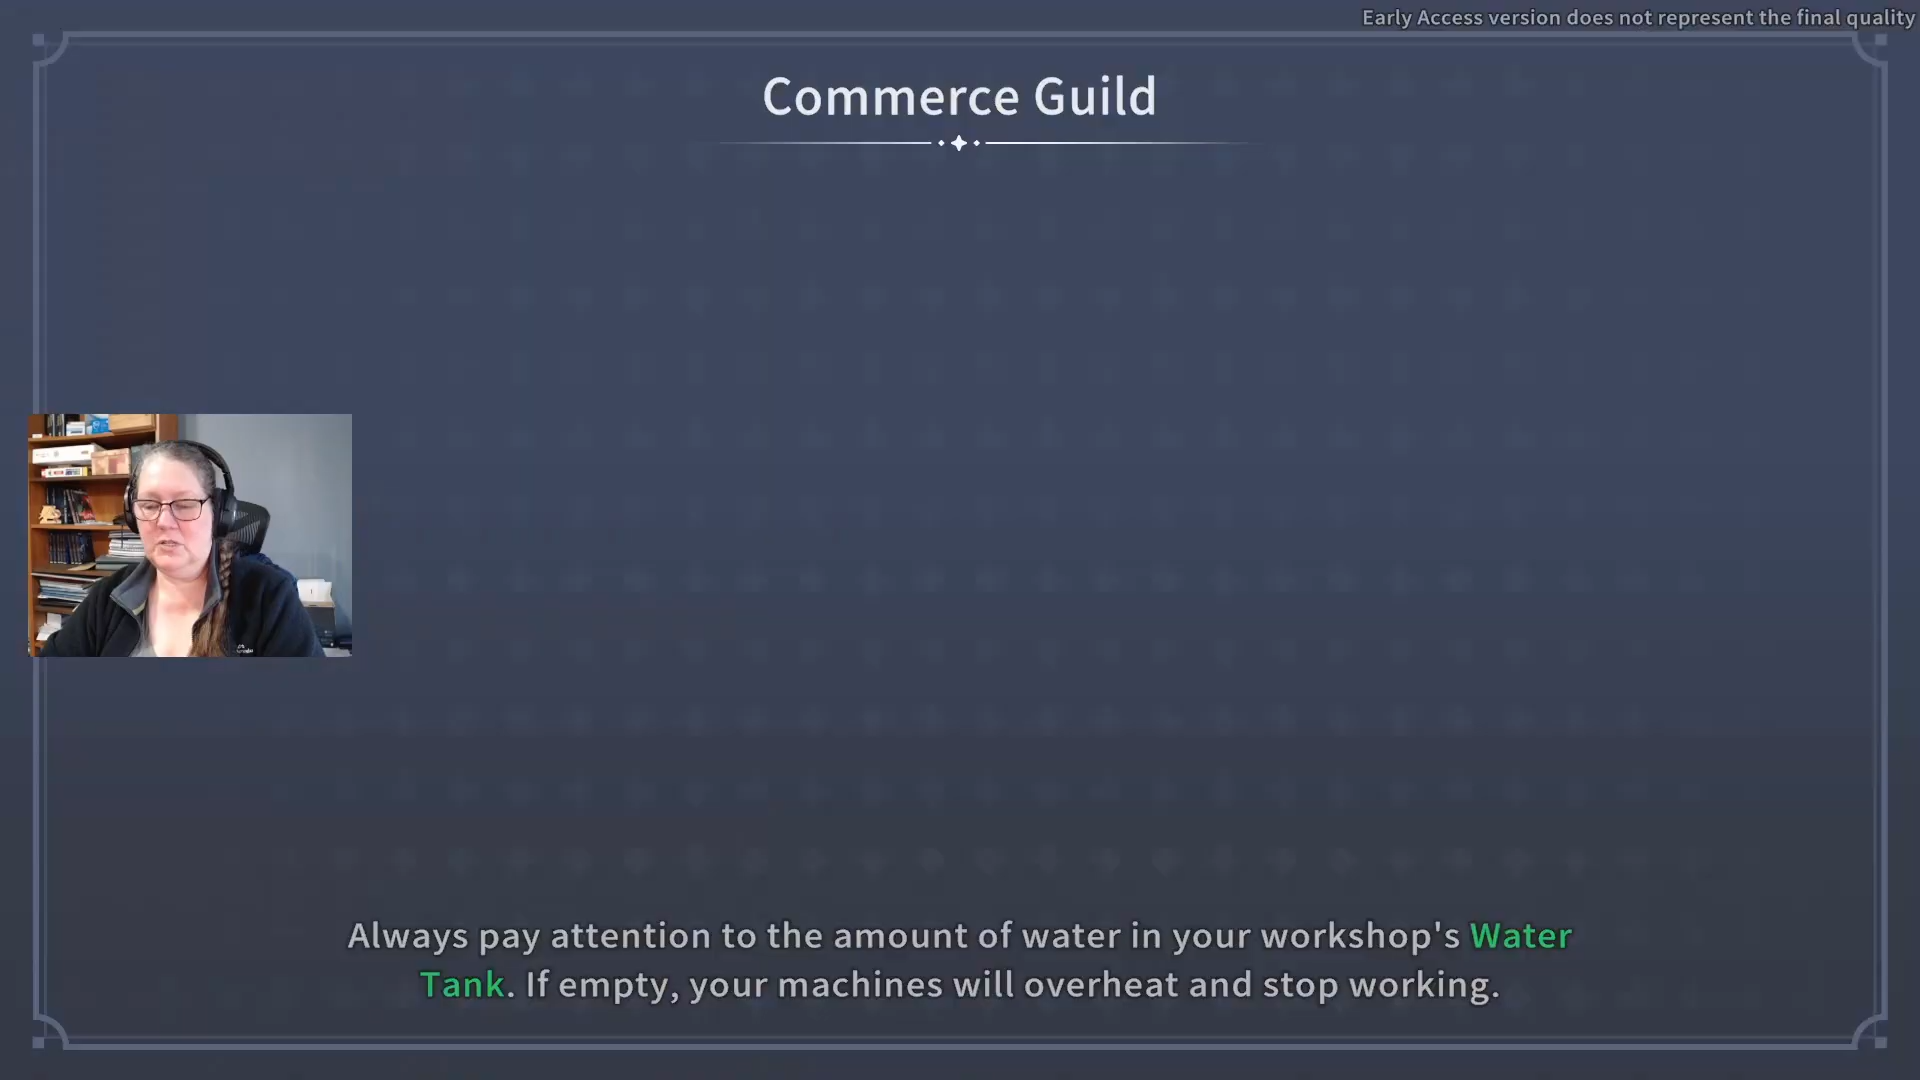 Early Access version does not represent the final quality
Commerce Guild
Always pay attention to the amount of water in your workshop's Water
Tank. If empty, your machines will overheat and stop working.